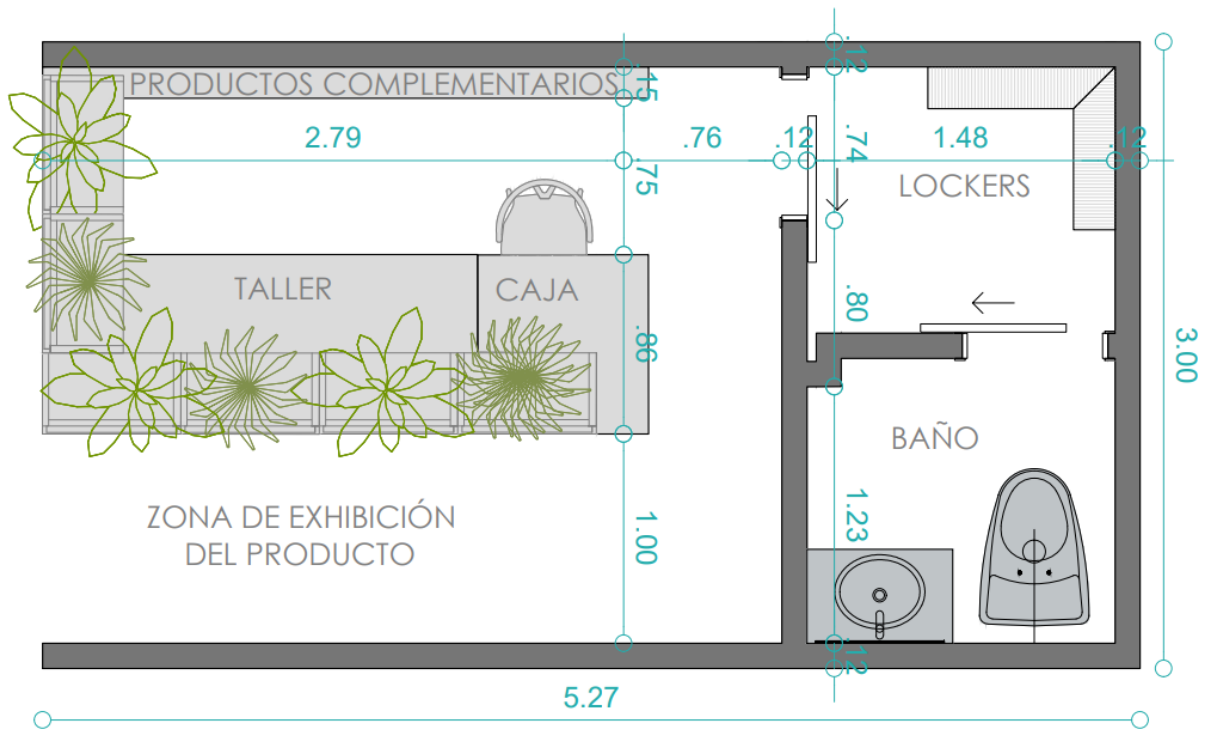 .12
PRODUCTOS COMPLEMENTARIOS
.15
2.79
.76
.12
.74
1.48
.12
.75
LOCKERS
TALLER
CAJA
.80
.86
3.00
BAÑO
ZONA DE EXHIBICIÓN
DEL PRODUCTO
1.00
1.23
.12
5.27